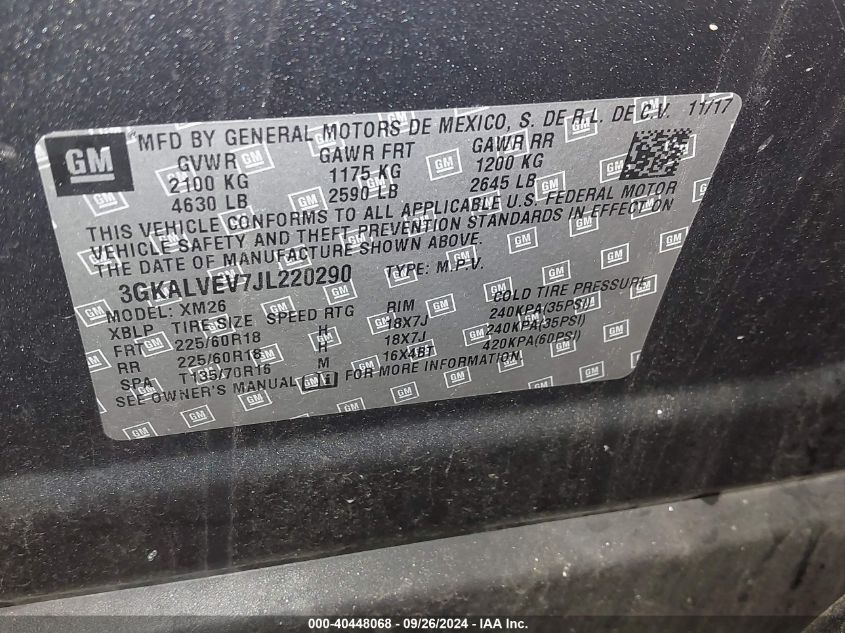 GM
MFD BY GENERAL MOTORS DE MEXICO, S. DE R.L. DE C.V. 11/17
GVWR GAWR FRT GAWR RR
2100 KG 1175 KG 1200 KG
4630 LB 2590 LB 2645 LB
THIS VEHICLE CONFORMS TO ALL APPLICABLE U.S. FEDERAL MOTOR
VEHICLE SAFETY AND THEFT PREVENTION STANDARDS IN EFFECT ON
THE DATE OF MANUFACTURE SHOWN ABOVE.
3GKALVEV7JL220290 TYPE: M.P.V.
MODEL: XM26
XBLP TIRE SIZE SPEED RTG RIM COLD TIRE PRESSURE
FRT 225/60R18 H 18X7J 240KPA(35PSI)
RR 225/60R18 H 18X7J 240KPA(35PSI)
SPA T135/70R16 M 16X4BT 420KPA(60PSI)
SEE OWNER'S MANUAL i FOR MORE INFORMATION.
000-40448068 - 09/26/2024 - IAA Inc.